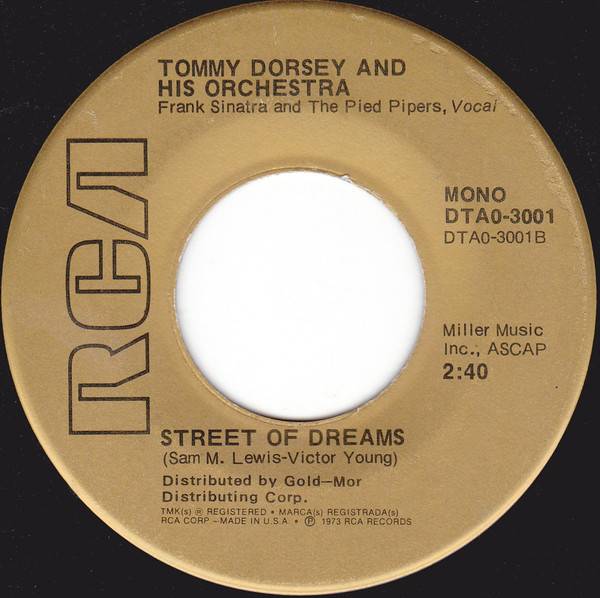 TOMMY DORSEY AND
HIS ORCHESTRA
Frank Sinatra and The Pied Pipers, Vocal
RCA
MONO
DTAO-3001
DTAO-3001B
Miller Music
Inc., ASCAP
2:40
STREET OF DREAMS
(Sam M. Lewis-Victor Young)
Distributed by Gold-Mor
Distributing Corp.
TMK(s) ® REGISTERED • MARCA(s) REGISTRADA(s)
RCA CORP -MADE IN U.S.A • ℗ 1973 RCA RECORDS